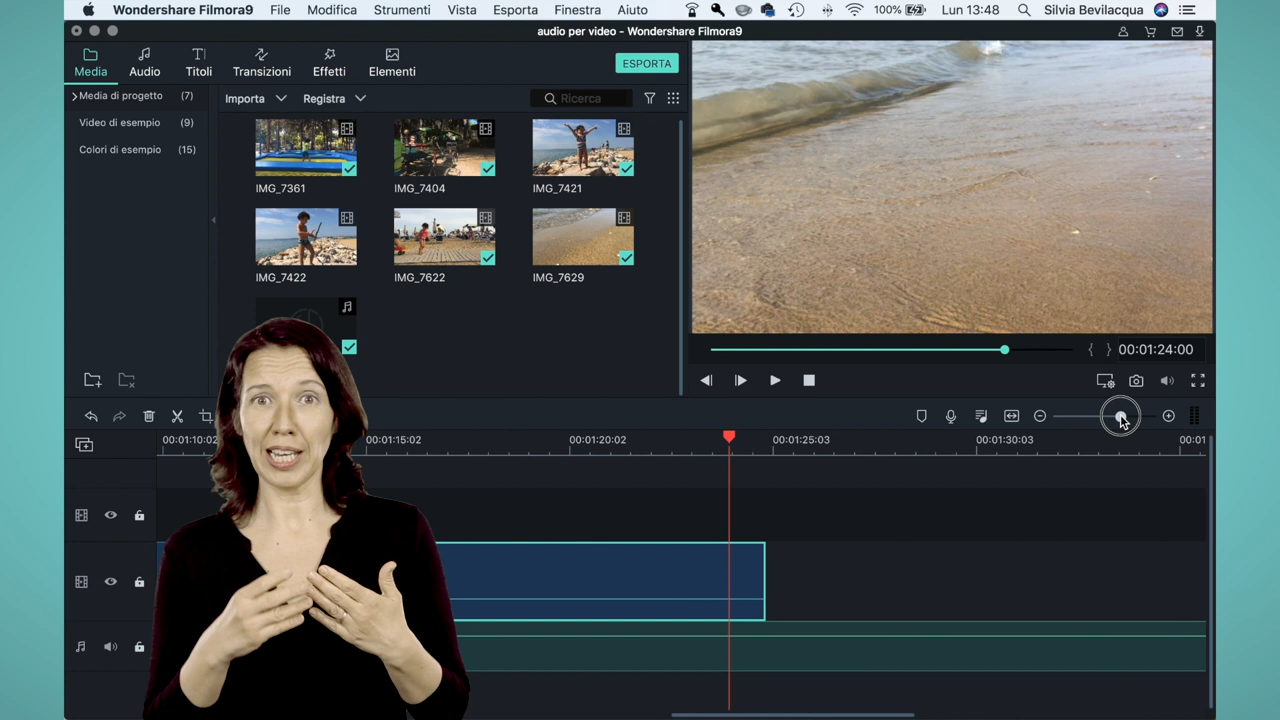 Wondershare Filmora9 File Modifica Strumenti Vista Esporta Finestra Aiuto 100% Lun 13:48 Silvia Bevilacqua
audio per video - Wondershare Filmora9
Media Audio Titoli Transizioni Effetti Elementi ESPORTA
Media di progetto (7)
Video di esempio (9)
Colori di esempio (15)
Importa Registra Ricerca
IMG_7361 IMG_7404 IMG_7421
IMG_7422 IMG_7622 IMG_7629
{ } 00:01:24:00
00:01:10:02 00:01:15:02 00:01:20:02 00:01:25:03 00:01:30:03 00:01